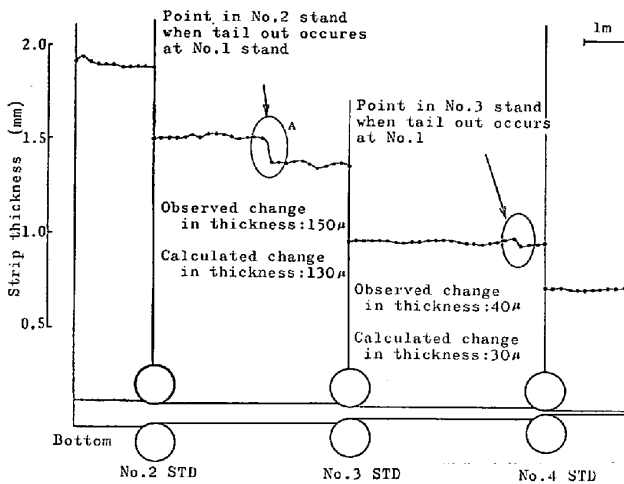 Point in No.2 stand
when tail out occures
at No.1 stand
1m
2.0
A
Point in No.3 stand
when tail out occurs
at No.1
Strip thickness (mm)
1.5
Observed change
in thickness:150μ
Calculated change
in thickness:130μ
1.0
Observed change
in thickness:40μ
Calculated change
in thickness:30μ
0.5
Bottom
No.2 STD
No.3 STD
No.4 STD